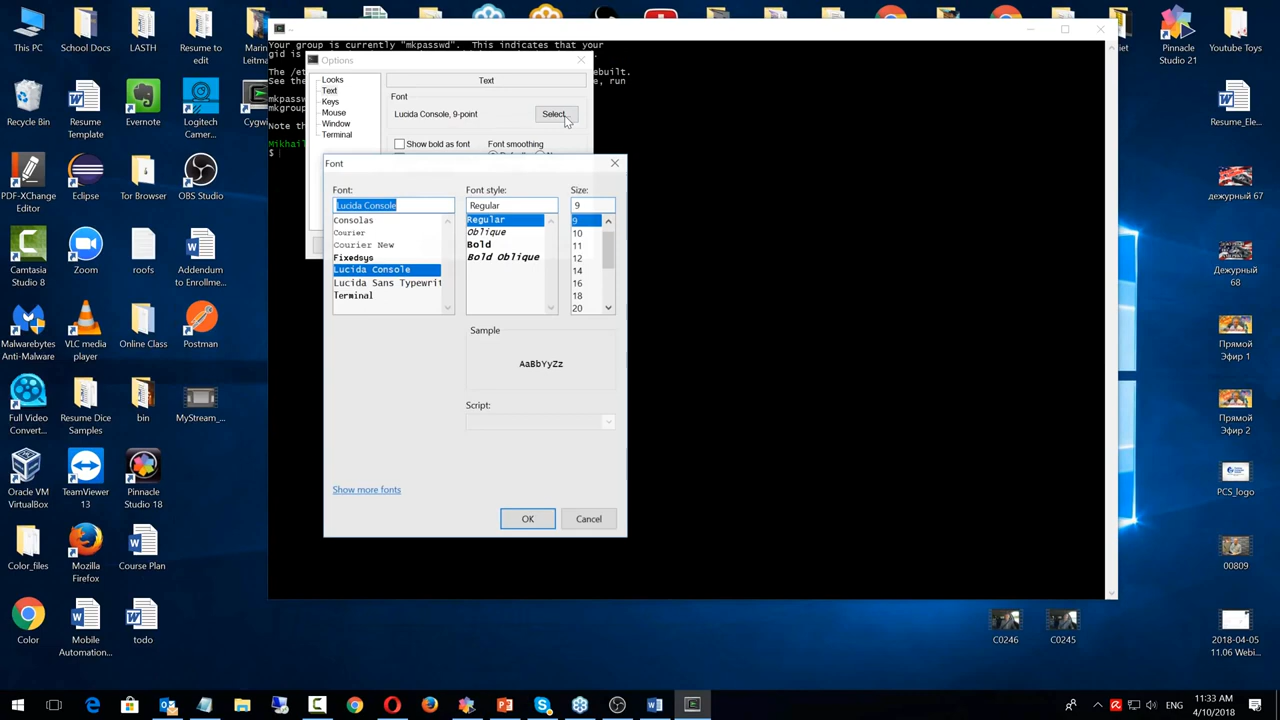 This PC
School Docs
LASTH
Resume to edit
Recycle Bin
Resume Template
Evernote
Logitech Camer...
PDF-XChange Editor
Eclipse
Tor Browser
OBS Studio
Camtasia Studio 8
Zoom
roofs
Addendum to Enrollme...
Malwarebytes Anti-Malware
VLC media player
Online Class
Postman
Full Video Convert...
Resume Dice Samples
bin
MyStream_...
Oracle VM VirtualBox
TeamViewer 13
Pinnacle Studio 18
Color_files
Mozilla Firefox
Course Plan
Color
Mobile Automation...
todo
Your group is currently "mkpasswd". This indicates that your
gid is
The /et
ebuilt.
See the
, run
mkpassw
mkgroup
Note th
Mikhail
$
Options
Looks
Text
Keys
Mouse
Window
Terminal
Text
Font
Lucida Console, 9-point
Select...
Show bold as font
Font smoothing
Font
Font:
Lucida Console
Consolas
Courier
Courier New
Fixedsys
Lucida Console
Lucida Sans Typewrit
Terminal
Font style:
Regular
Regular
Oblique
Bold
Bold Oblique
Size:
9
9
10
11
12
14
16
18
20
Sample
AaBbYyZz
Script:
Show more fonts
OK
Cancel
Pinnacle Studio 21
Youtube Toys
Resume_Ele...
дежурный 67
Дежурный 68
Прямой Эфир 1
Прямой Эфир 2
PCS_logo
00809
C0246
C0245
2018-04-05 11.06 Webi...
ENG
11:33 AM
4/10/2018